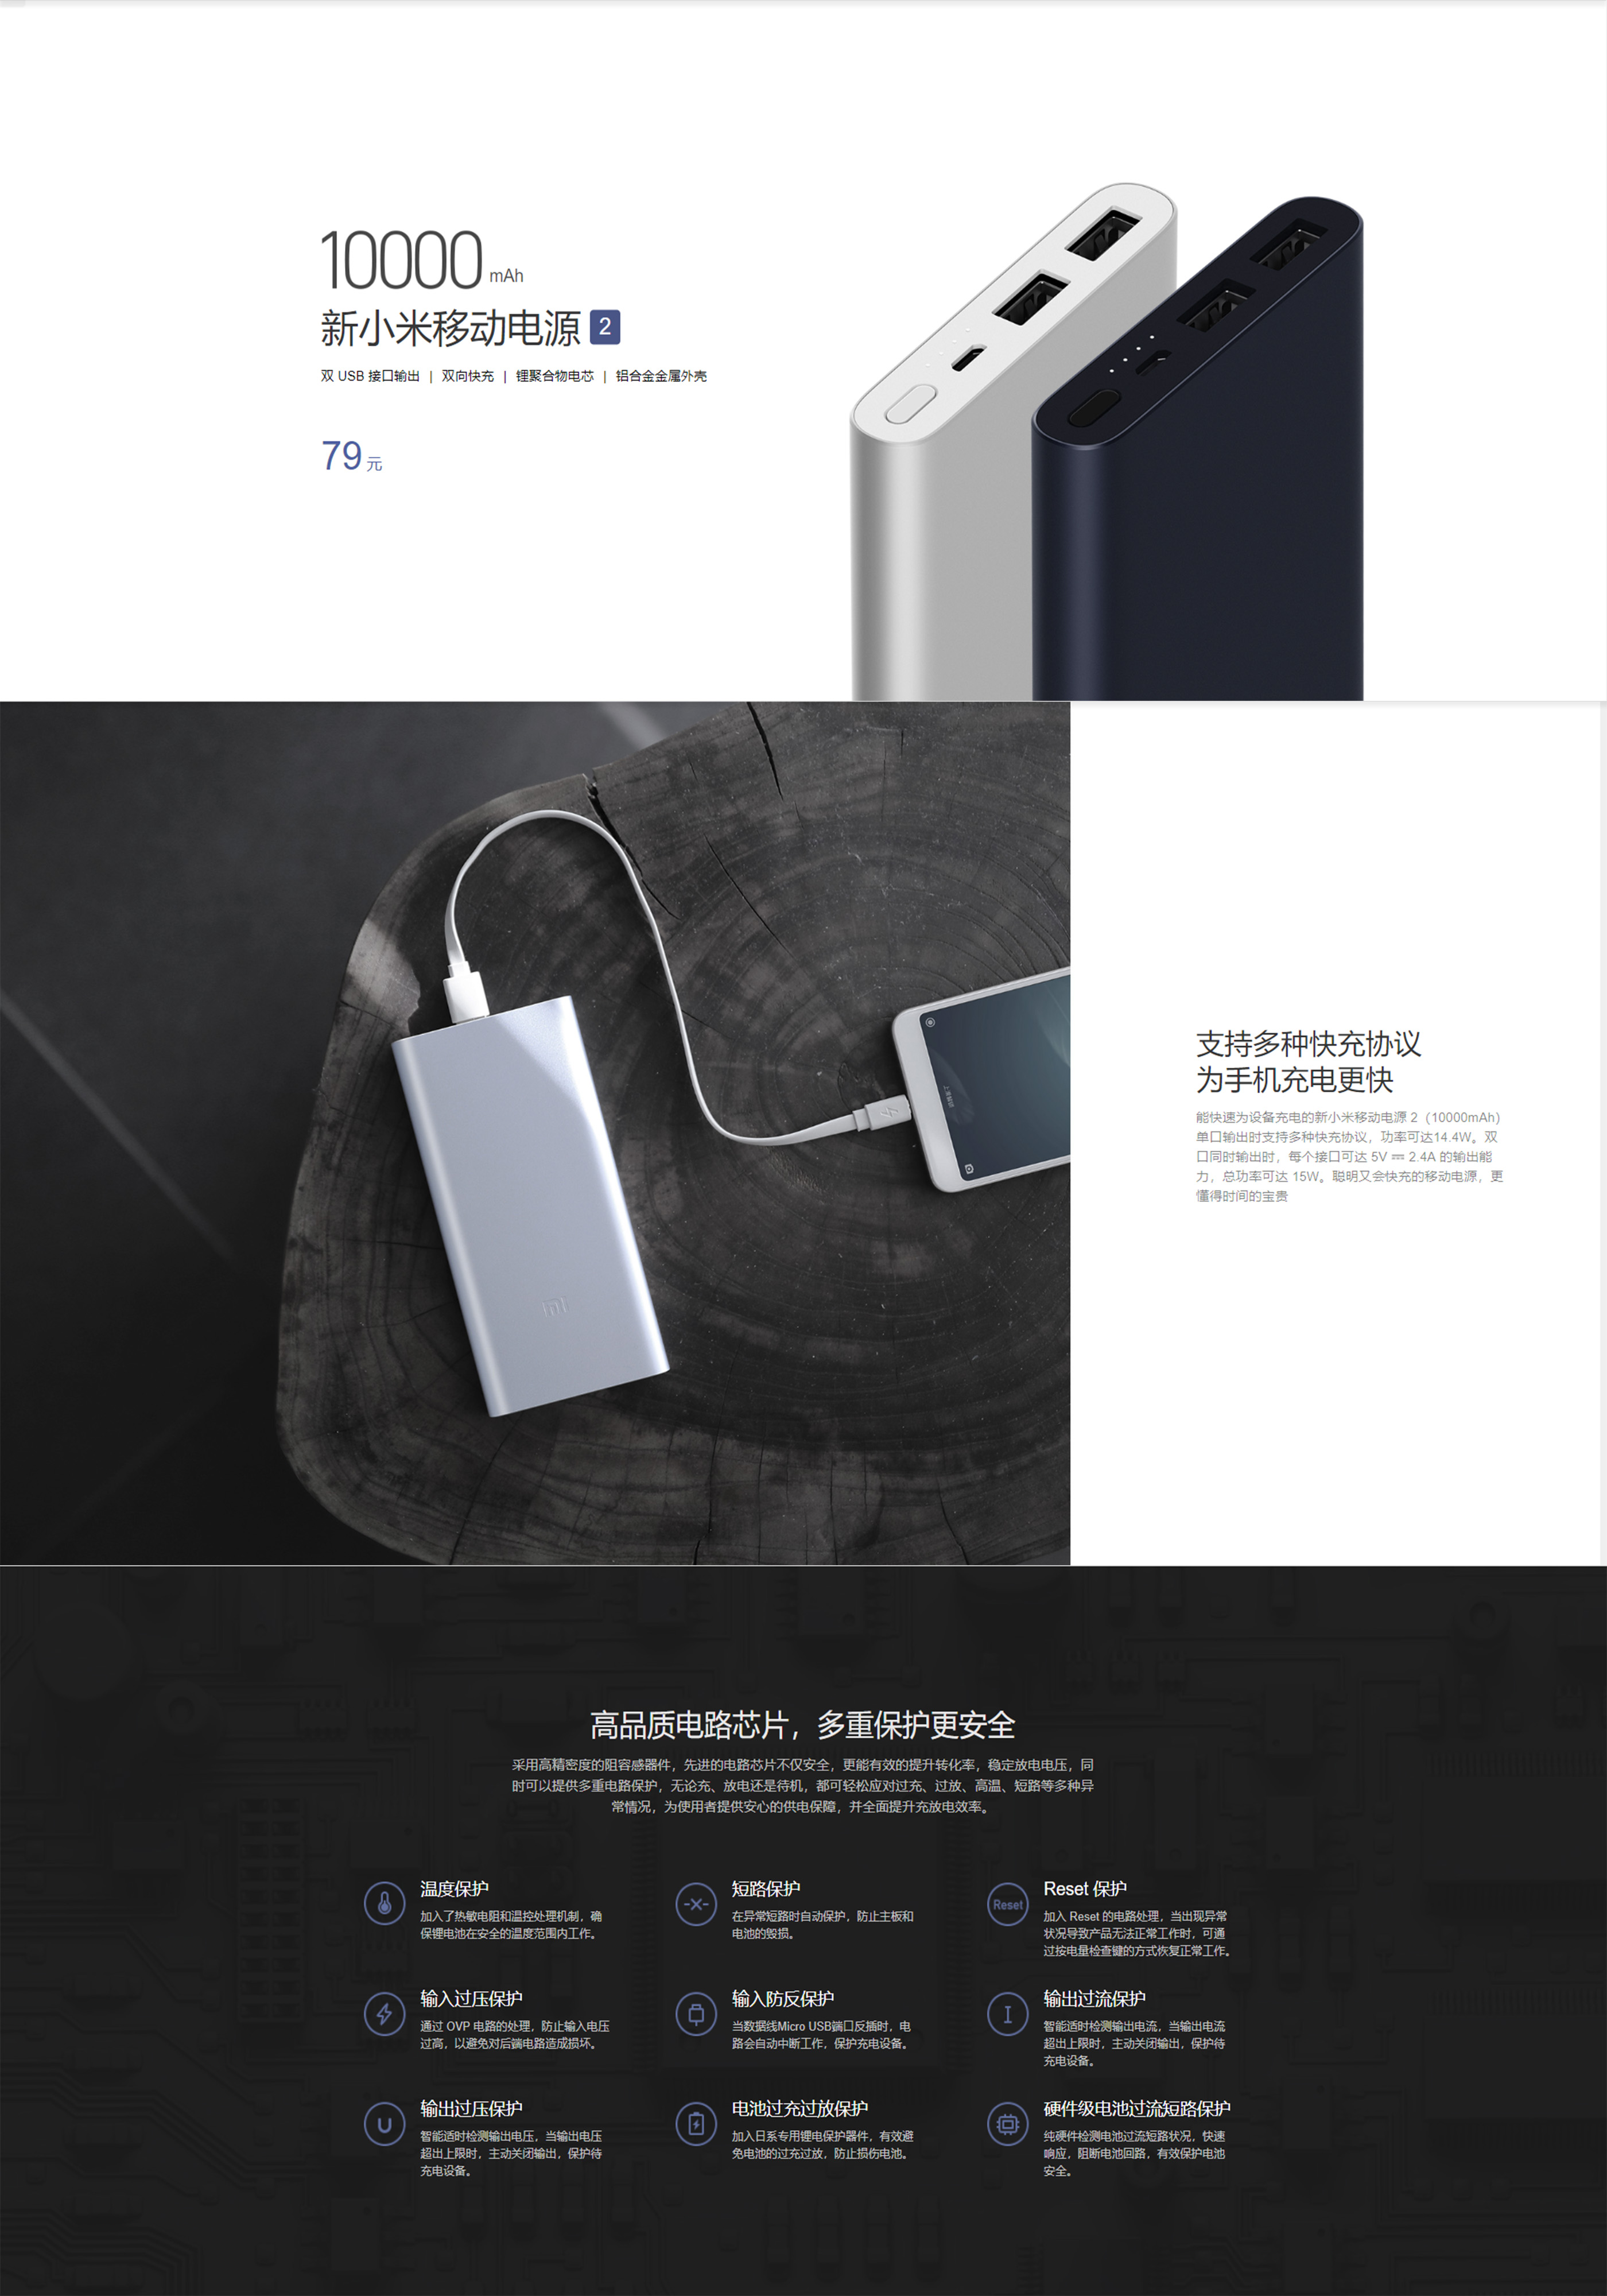 10000 mAh
新小米移动电源 2
双 USB 接口输出 | 双向快充 | 锂聚合物电芯 | 铝合金金属外壳
79 元
支持多种快充协议
为手机充电更快
能快速为设备充电的新小米移动电源 2（10000mAh）
单口输出时支持多种快充协议，功率可达14.4W。双
口同时输出时，每个接口可达 5V ⎓ 2.4A 的输出能
力，总功率可达 15W。聪明又会快充的移动电源，更
懂得时间的宝贵
mi
高品质电路芯片，多重保护更安全
采用高精密度的阻容感器件，先进的电路芯片不仅安全，更能有效的提升转化率，稳定放电电压，同
时可以提供多重电路保护，无论充、放电还是待机，都可轻松应对过充、过放、高温、短路等多种异
常情况，为使用者提供安心的供电保障，并全面提升充放电效率。
温度保护
加入了热敏电阻和温控处理机制，确
保锂电池在安全的温度范围内工作。
短路保护
在异常短路时自动保护，防止主板和
电池的毁损。
Reset
Reset 保护
加入 Reset 的电路处理，当出现异常
状况导致产品无法正常工作时，可通
过按电量检查键的方式恢复正常工作。
输入过压保护
通过 OVP 电路的处理，防止输入电压
过高，以避免对后端电路造成损坏。
输入防反保护
当数据线Micro USB端口反插时，电
路会自动中断工作，保护充电设备。
I
输出过流保护
智能适时检测输出电流，当输出电流
超出上限时，主动关闭输出，保护待
充电设备。
U
输出过压保护
智能适时检测输出电压，当输出电压
超出上限时，主动关闭输出，保护待
充电设备。
电池过充过放保护
加入日系专用锂电保护器件，有效避
免电池的过充过放，防止损伤电池。
硬件级电池过流短路保护
纯硬件检测电池过流短路状况，快速
响应，阻断电池回路，有效保护电池
安全。